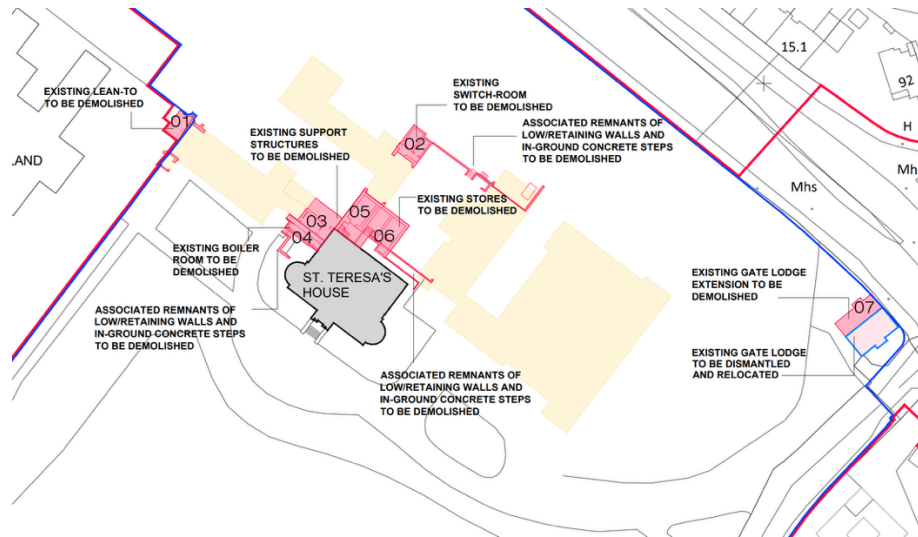 15.1
92
EXISTING LEAN-TO
TO BE DEMOLISHED
01
EXISTING
SWITCH-ROOM
TO BE DEMOLISHED
02
EXISTING SUPPORT
STRUCTURES
TO BE DEMOLISHED
ASSOCIATED REMNANTS OF
LOW/RETAINING WALLS AND
IN-GROUND CONCRETE STEPS
TO BE DEMOLISHED
H
AND
Mh
Mhs
EXISTING STORES
TO BE DEMOLISHED
05
03
04
06
EXISTING BOILER
ROOM TO BE
DEMOLISHED
ST. TERESA'S
HOUSE
EXISTING GATE LODGE
EXTENSION TO BE
DEMOLISHED
07
ASSOCIATED REMNANTS OF
LOW/RETAINING WALLS AND
IN-GROUND CONCRETE STEPS
TO BE DEMOLISHED
EXISTING GATE LODGE
TO BE DISMANTLED
AND RELOCATED
ASSOCIATED REMNANTS OF
LOW/RETAINING WALLS AND
IN-GROUND CONCRETE STEPS
TO BE DEMOLISHED